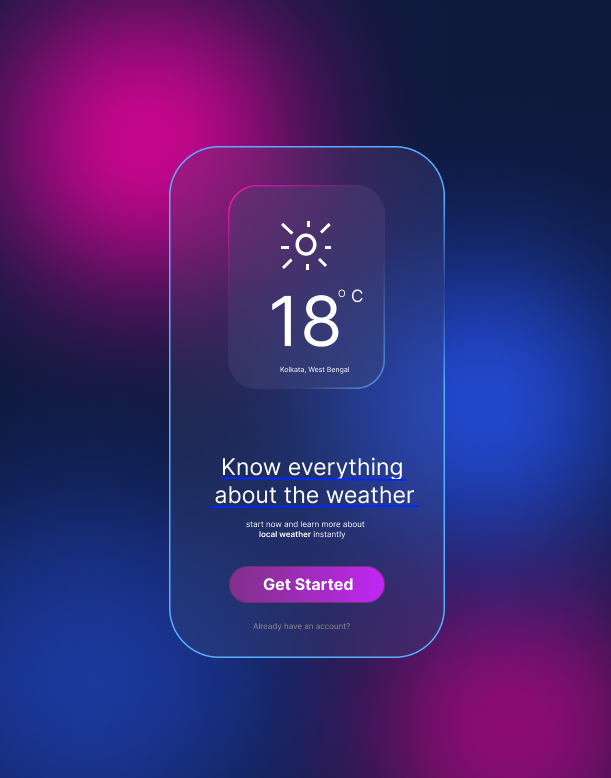 18° C
Kolkata, West Bengal
Know everything
about the weather
start now and learn more about
local weather instantly
Get Started
Already have an account?